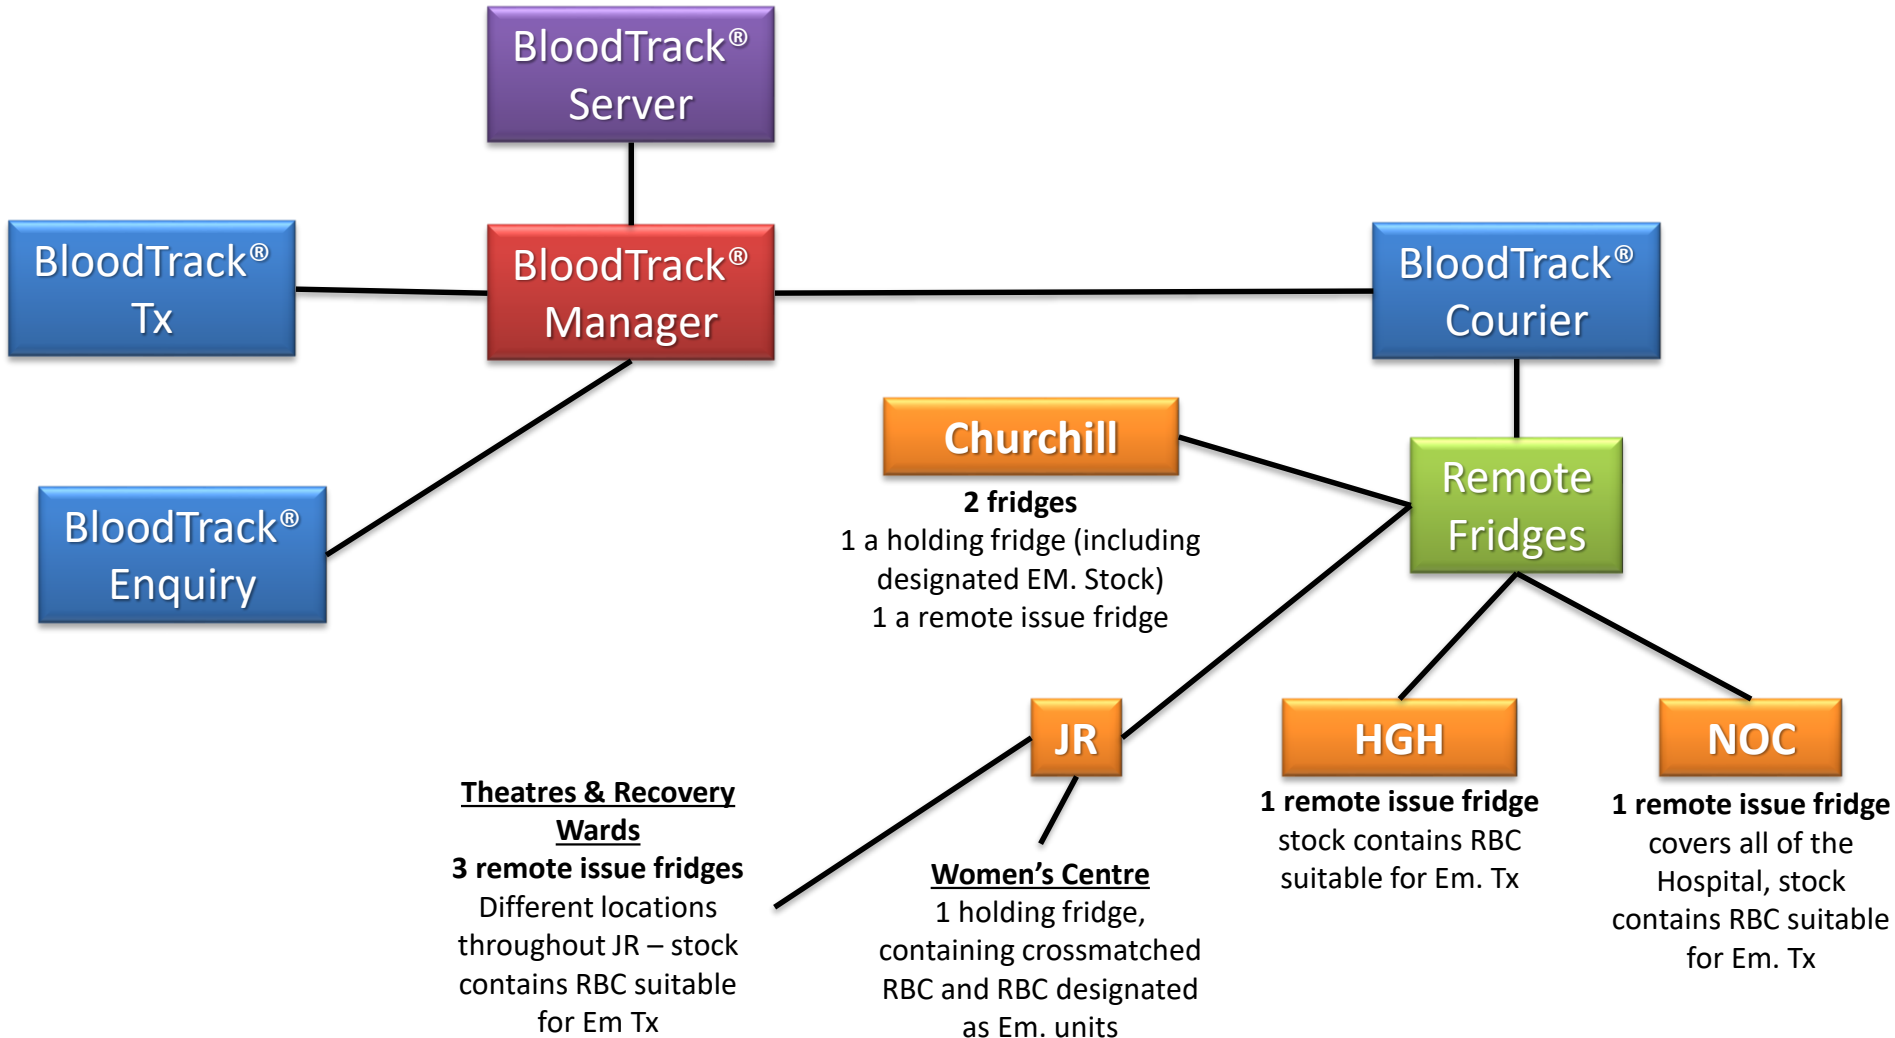 BloodTrack®
Server
BloodTrack®
Tx
BloodTrack®
Manager
BloodTrack®
Courier
BloodTrack®
Enquiry
Churchill
2 fridges
1 a holding fridge (including
designated EM. Stock)
1 a remote issue fridge
Remote
Fridges
JR
HGH
NOC
Theatres & Recovery
Wards
3 remote issue fridges
Different locations
throughout JR – stock
contains RBC suitable
for Em Tx
Women’s Centre
1 holding fridge,
containing crossmatched
RBC and RBC designated
as Em. units
1 remote issue fridge
stock contains RBC
suitable for Em. Tx
1 remote issue fridge
covers all of the
Hospital, stock
contains RBC suitable
for Em. Tx